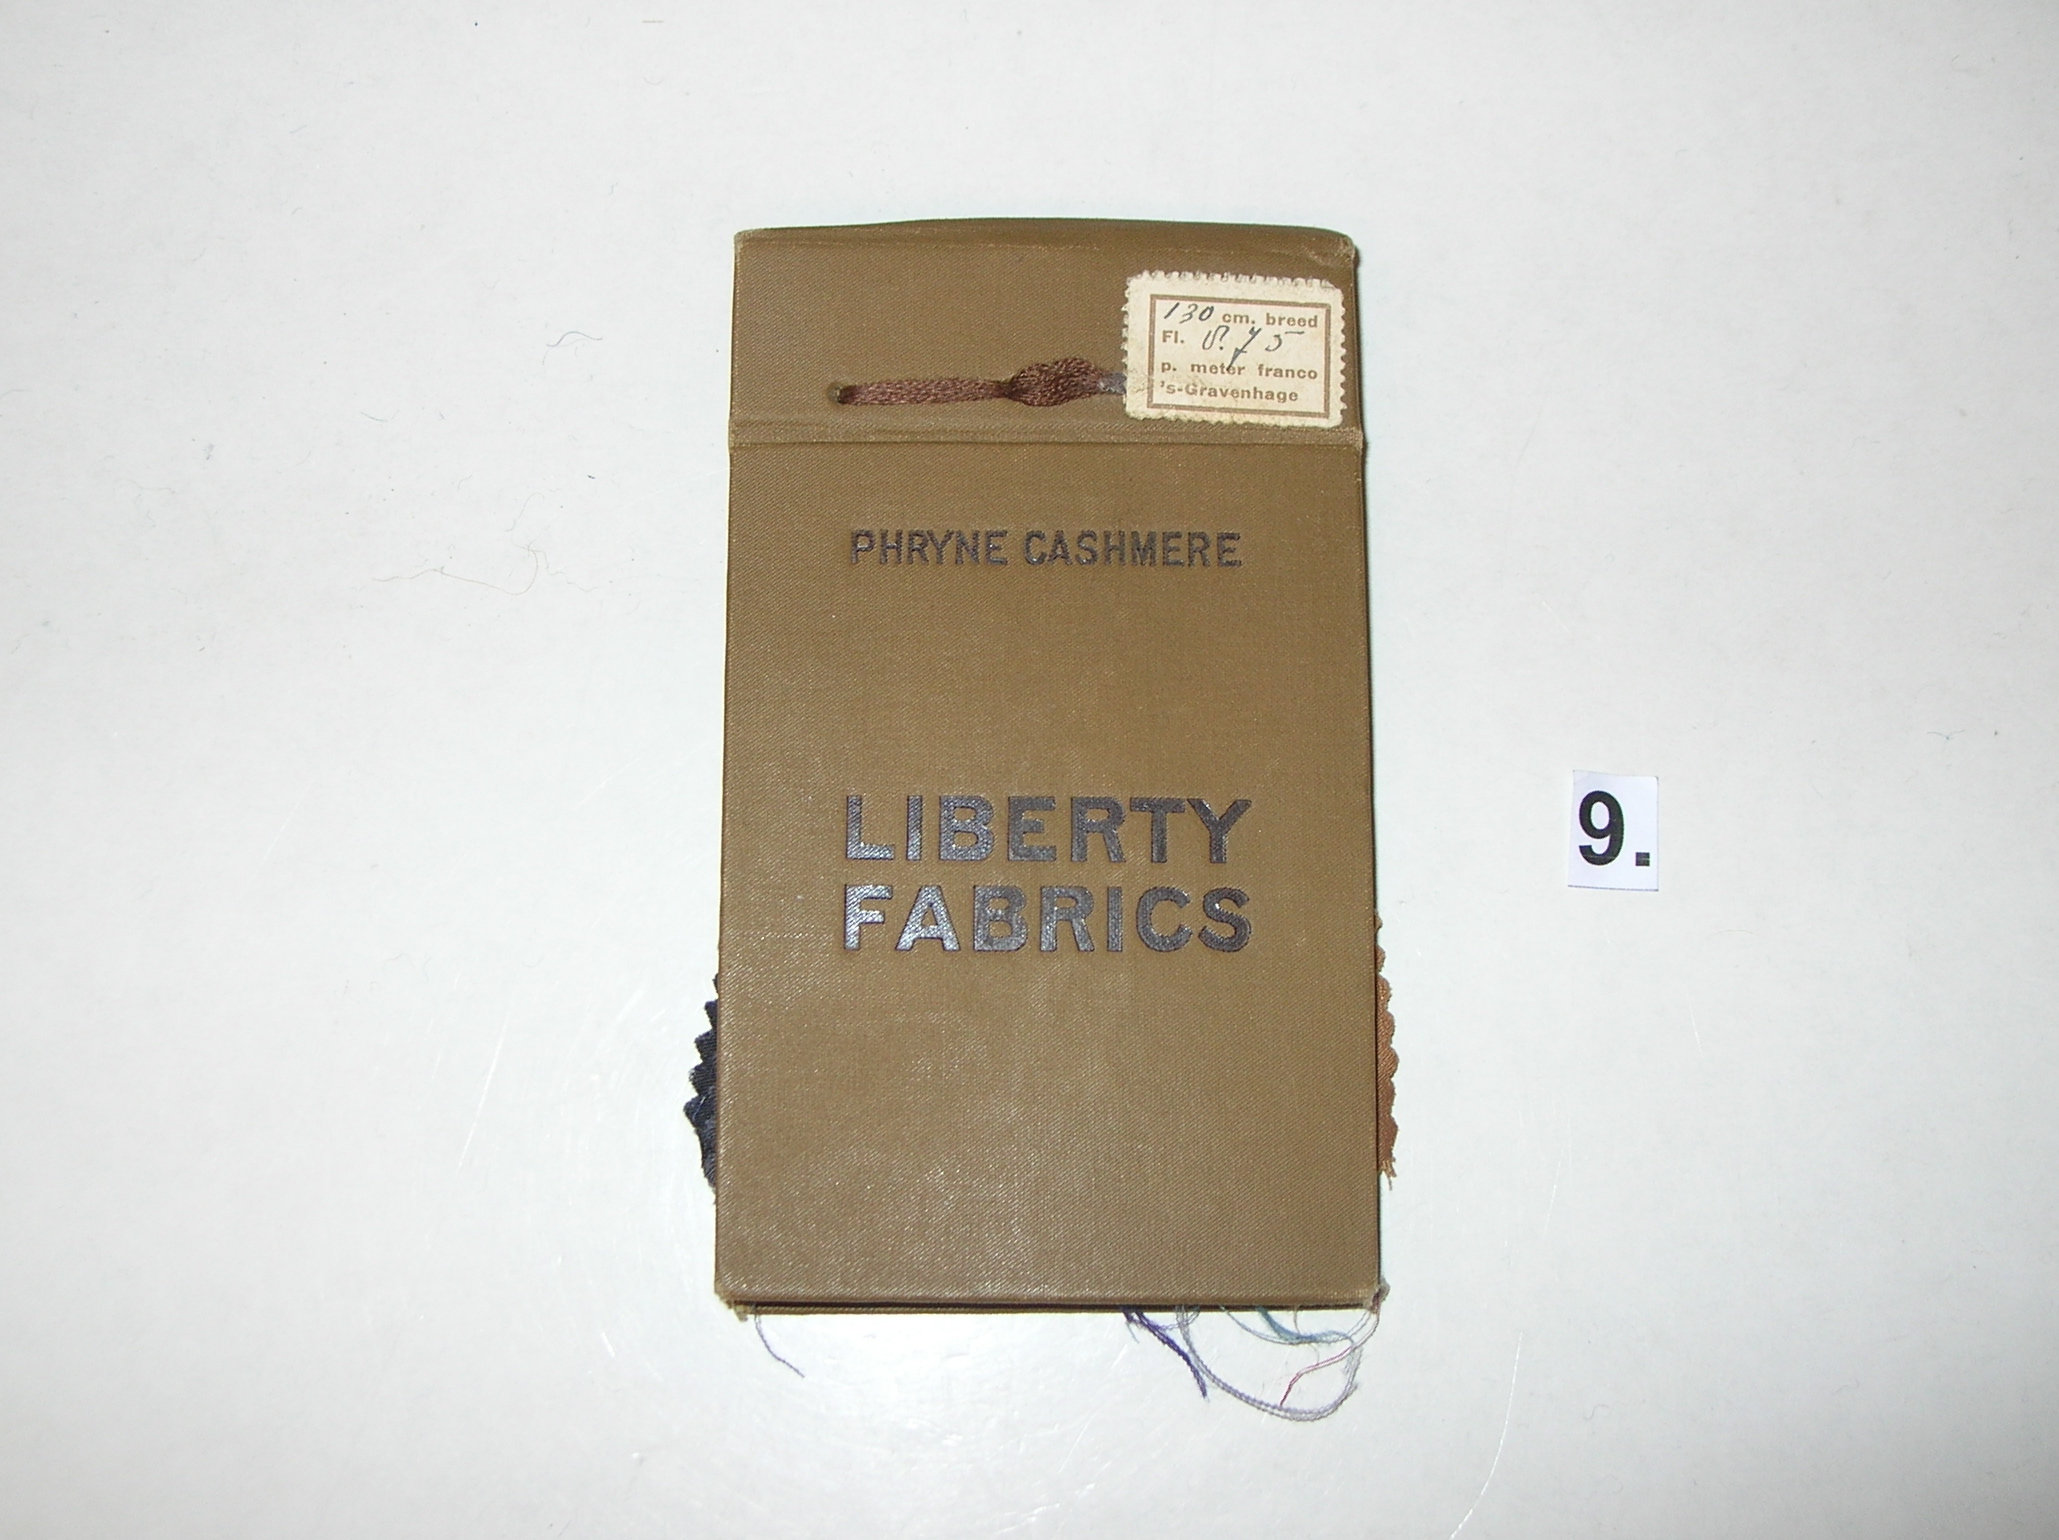 130 cm. breed
Fl. 8.75
p. meter franco
's-Gravenhage
PHRYNE CASHMERE
LIBERTY
FABRICS
9.